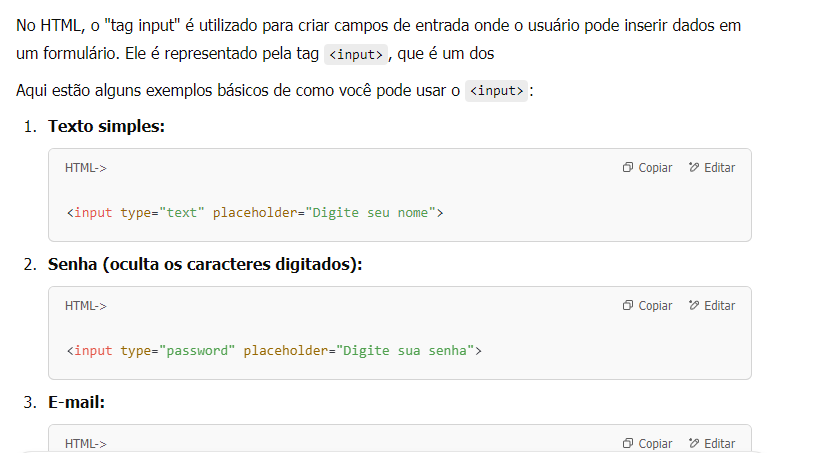 No HTML, o "tag input" é utilizado para criar campos de entrada onde o usuário pode inserir dados em
um formulário. Ele é representado pela tag <input>, que é um dos
Aqui estão alguns exemplos básicos de como você pode usar o <input>:
1. Texto simples:
HTML-> Copiar Editar
<input type="text" placeholder="Digite seu nome">
2. Senha (oculta os caracteres digitados):
HTML-> Copiar Editar
<input type="password" placeholder="Digite sua senha">
3. E-mail:
HTML-> Copiar Editar